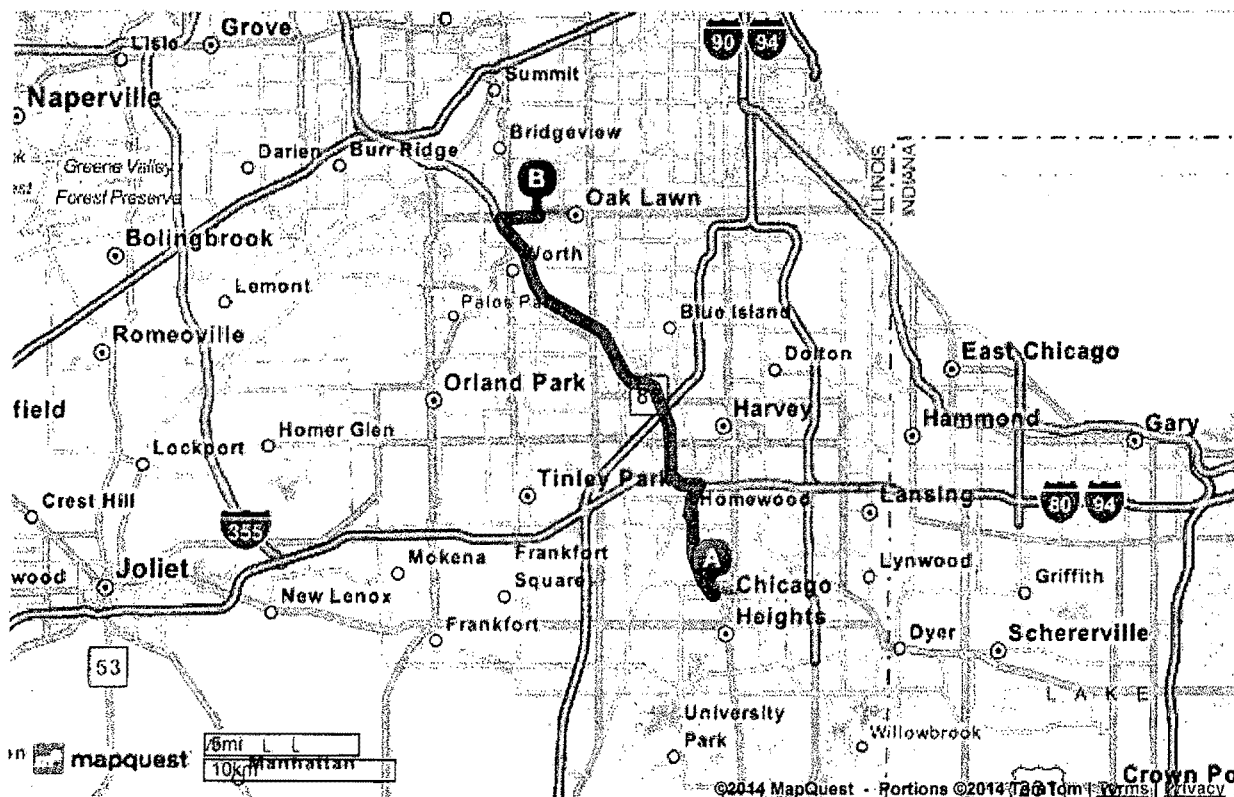 Grove
Lisle
90 94
Summit
Naperville
Bridgeview
Darien
Burr Ridge
Greene Valley
Forest Preserve
B
Oak Lawn
ILLINOIS
INDIANA
Bolingbrook
Worth
Lemont
Palos Pa
Blue Island
Romeoville
Dolton
East Chicago
Orland Park
field
Harvey
Hammond
Gary
Homer Glen
Lockport
Tinley Park
Homewood
Lansing
80 94
Crest Hill
355
Mokena
Frankfort
Square
A
wood
Joliet
Chicago
Heights
Lynwood
Griffith
New Lenox
Frankfort
Dyer
Schererville
53
LAKE
University
Park
Willowbrook
mapquest
5mi
10km
Manhattan
Crown Po
©2014 MapQuest - Portions ©2014 TomTom | Terms | Privacy